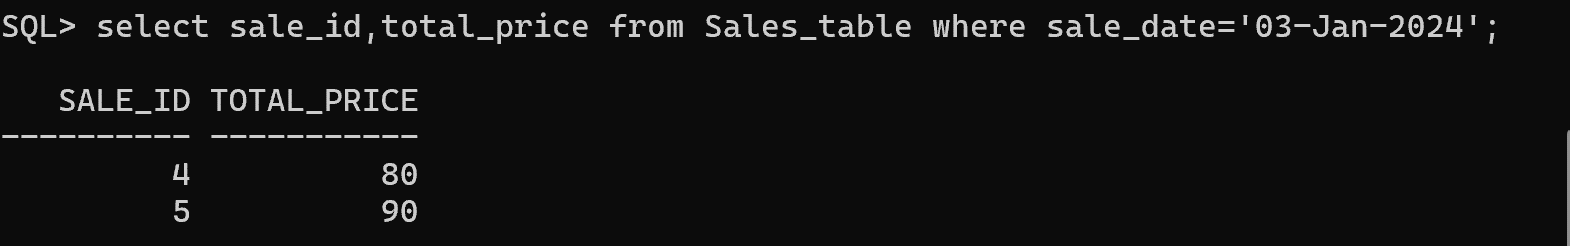 SQL> select sale_id,total_price from Sales_table where sale_date='03-Jan-2024';
   SALE_ID TOTAL_PRICE
---------- -----------
         4          80
         5          90